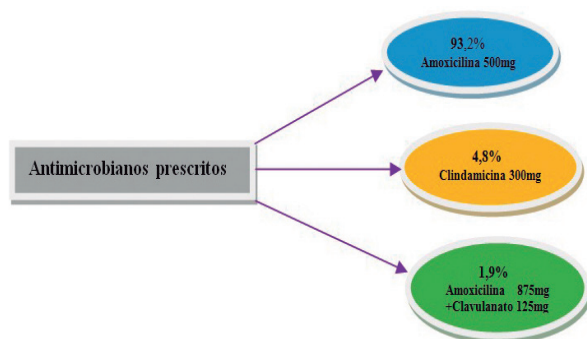 93,2%
Amoxicilina 500mg
Antimicrobianos prescritos
4,8%
Clindamicina 300mg
1,9%
Amoxicilina 875mg
+Clavulanato 125mg